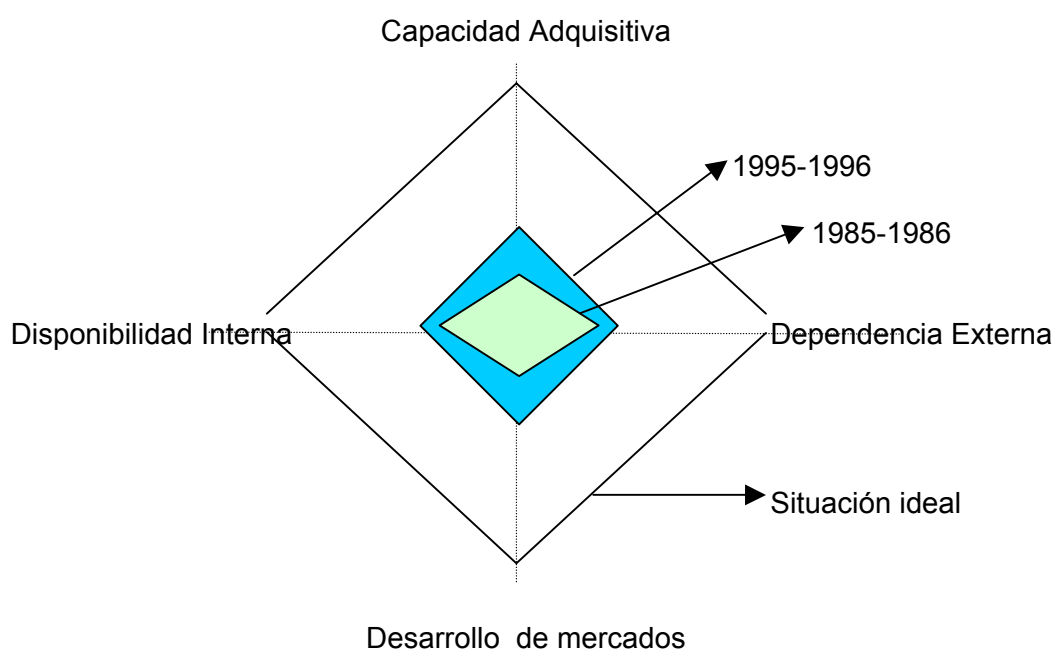 Capacidad Adquisitiva
1995-1996
1985-1986
Disponibilidad Interna
Dependencia Externa
Situación ideal
Desarrollo de mercados